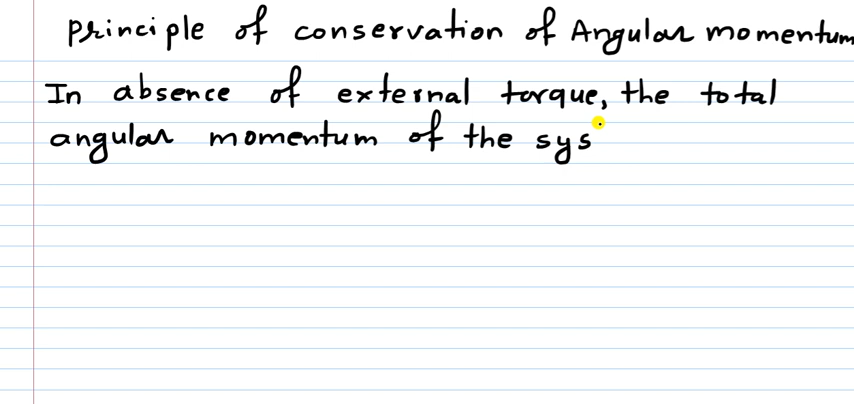 Principle of conservation of Angular momentum
In absence of external torque, the total
angular momentum of the sys